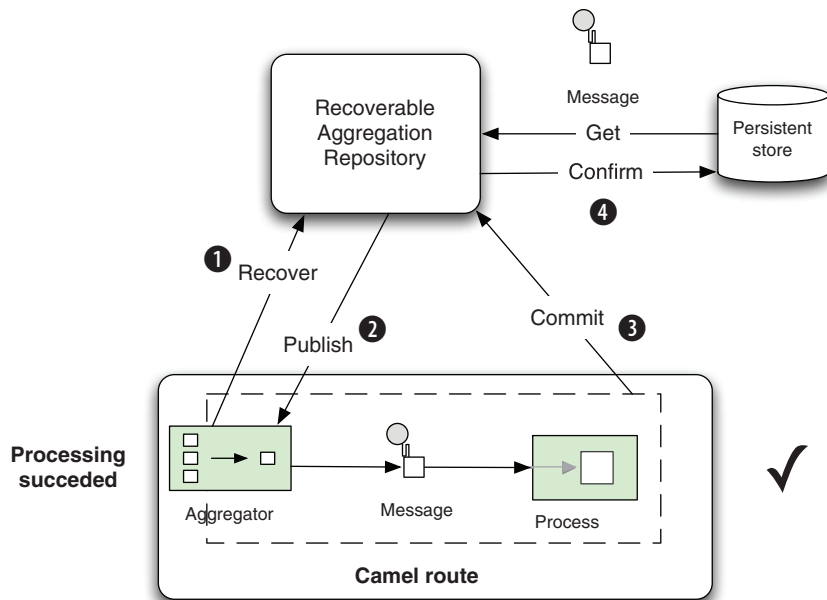 Recoverable
Aggregation
Repository
Message
Get
Confirm
Persistent
store
4
1
Recover
2
Publish
Commit
3
Processing
succeded
Aggregator
Message
Process
Camel route